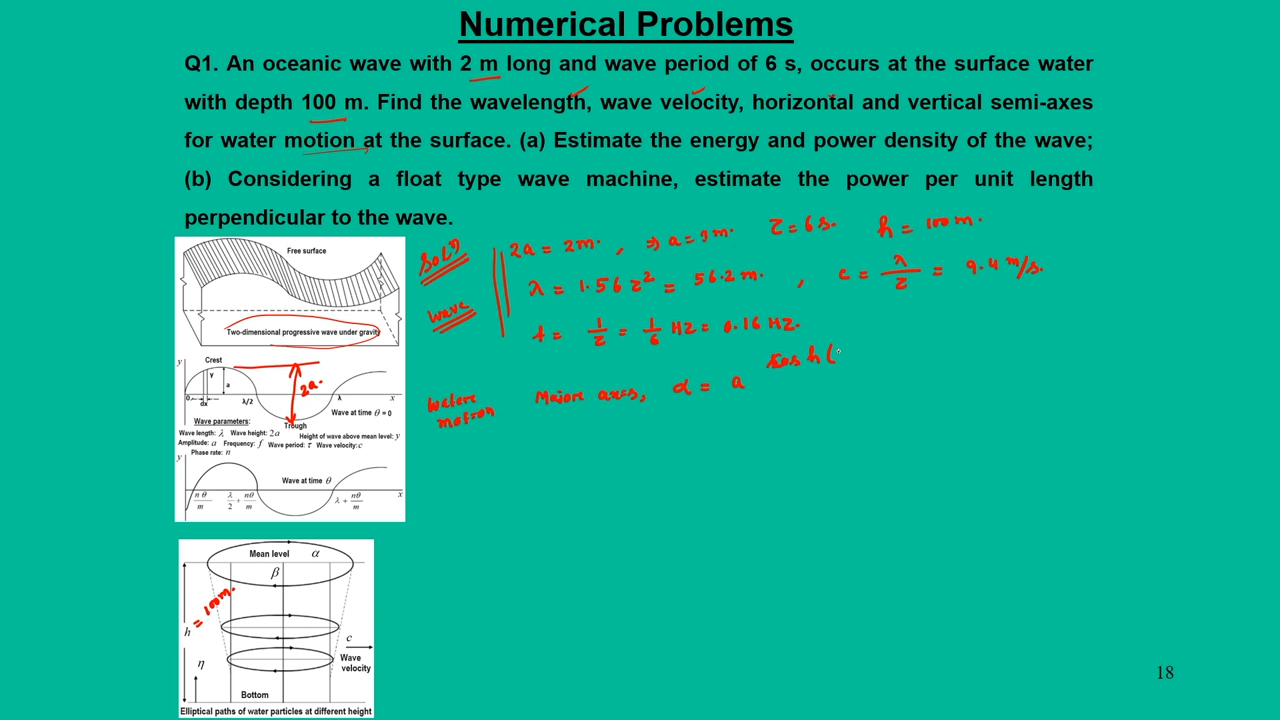 Numerical Problems
Q1. An oceanic wave with 2 m long and wave period of 6 s, occurs at the surface water
with depth 100 m. Find the wavelength, wave velocity, horizontal and vertical semi-axes
for water motion at the surface. (a) Estimate the energy and power density of the wave;
(b) Considering a float type wave machine, estimate the power per unit length
perpendicular to the wave.
Solⁿ 2a = 2m. , ⇒ a = 1m. τ = 6 s. h = 100 m.
λ = 1.56 τ² = 56.2 m. , c = λ/τ = 9.4 m/s.
Wave
f = 1/τ = 1/6 Hz = 0.16 Hz.
Water motion Major axes, α = a cos h (
Free surface
Two-dimensional progressive wave under gravity
y Crest
y a 2a.
0 dx λ/2 λ x
Wave at time θ = 0
Trough
Wave parameters:
Wave length: λ Wave height: 2a Height of wave above mean level: y
Amplitude: a Frequency: f Wave period: τ Wave velocity: c
Phase rate: n
y
Wave at time θ
nθ/m λ/2 + nθ/m λ + nθ/m x
Mean level α
β
= 100m.
h
c
Wave
velocity
η
Bottom
Elliptical paths of water particles at different height
18